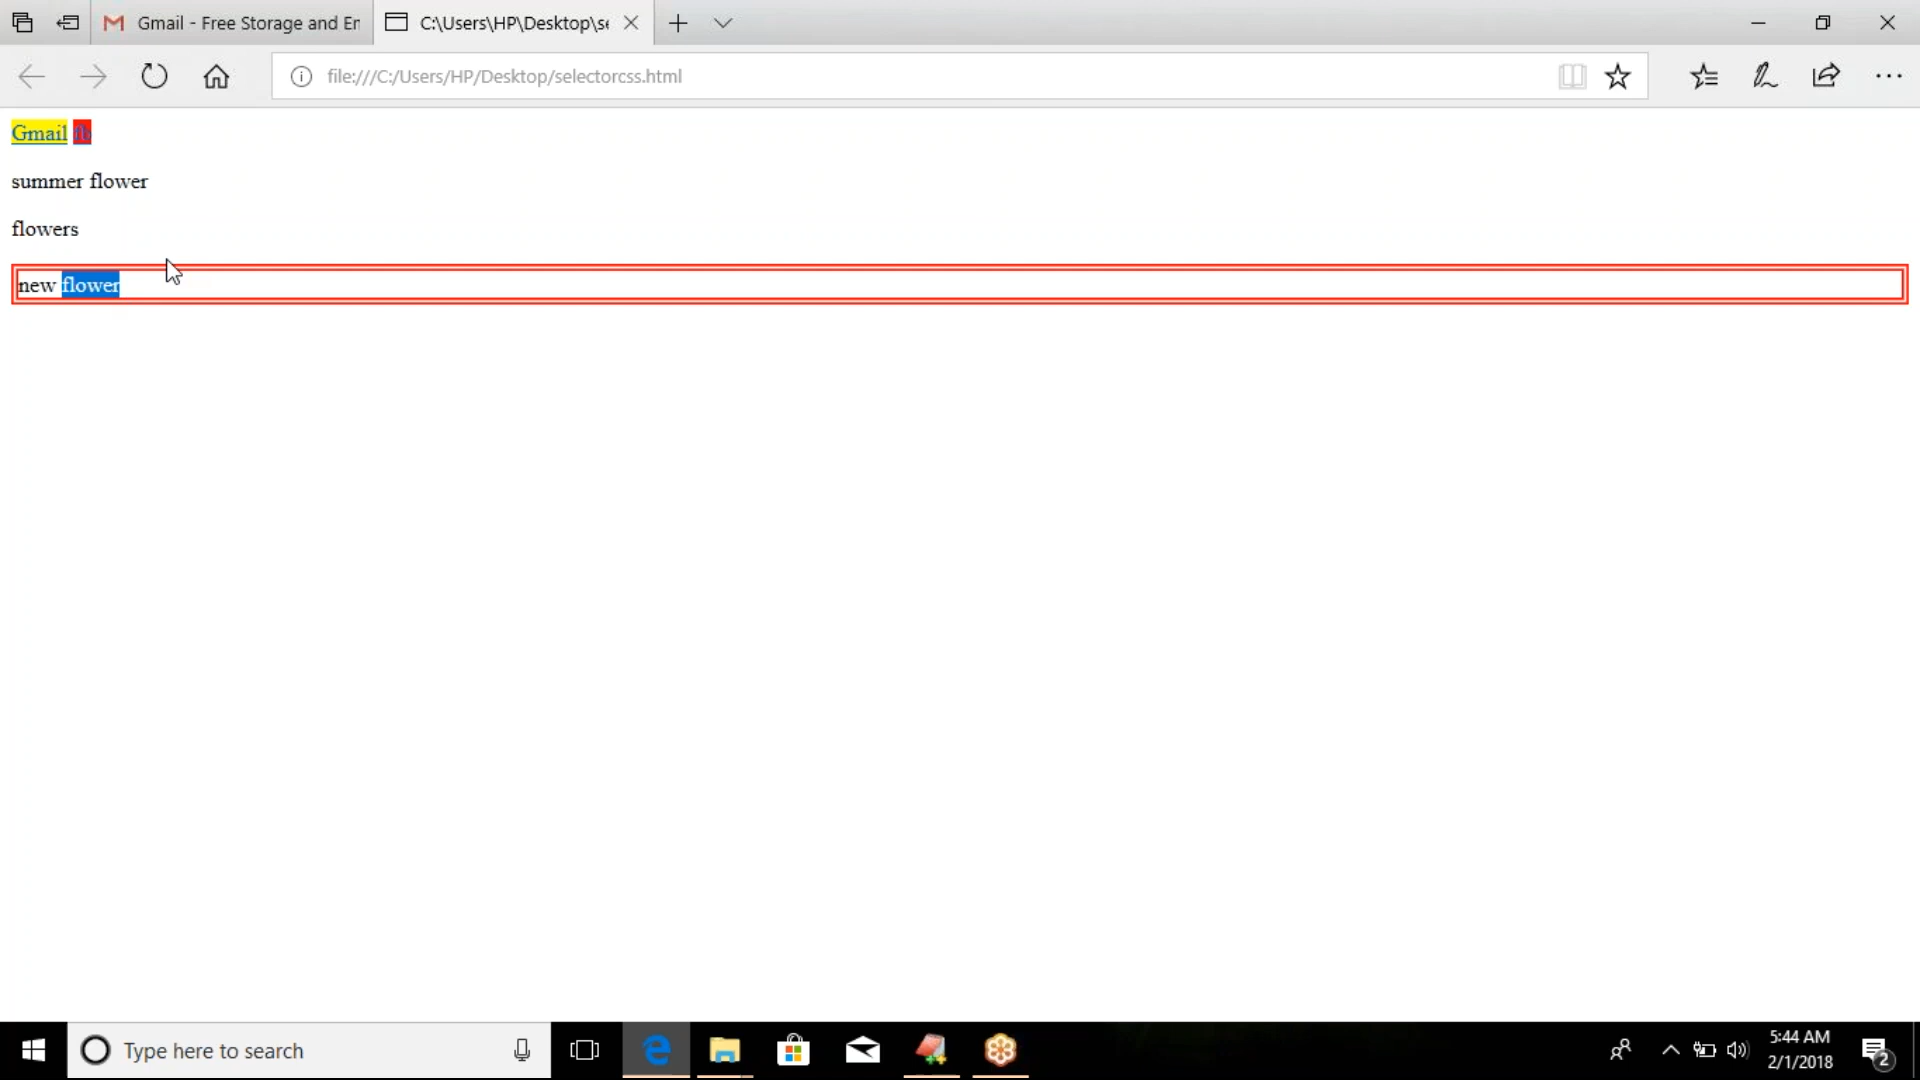 Gmail - Free Storage and En
C:\Users\HP\Desktop\se
file:///C:/Users/HP/Desktop/selectorcss.html
Gmail fb
summer flower
flowers
new flower
Type here to search
5:44 AM
2/1/2018
2